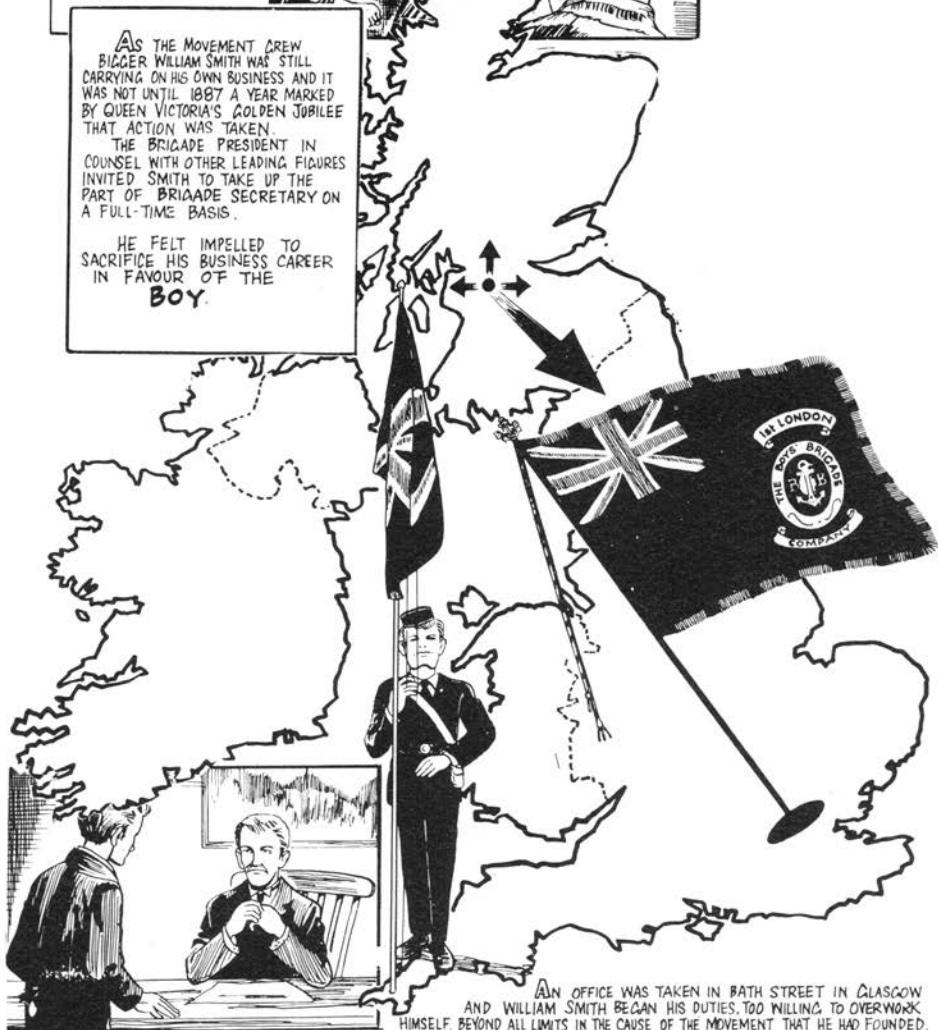 AS THE MOVEMENT GREW
BIGGER WILLIAM SMITH WAS STILL
CARRYING ON HIS OWN BUSINESS AND IT
WAS NOT UNTIL 1887 A YEAR MARKED
BY QUEEN VICTORIA'S GOLDEN JUBILEE
THAT ACTION WAS TAKEN.
THE BRIGADE PRESIDENT IN
COUNSEL WITH OTHER LEADING FIGURES
INVITED SMITH TO TAKE UP THE
PART OF BRIGADE SECRETARY ON
A FULL-TIME BASIS.
HE FELT IMPELLED TO
SACRIFICE HIS BUSINESS CAREER
IN FAVOUR OF THE
BOY.
1st LONDON
THE BOYS' BRIGADE
B B
COMPANY
AN OFFICE WAS TAKEN IN BATH STREET IN GLASGOW
AND WILLIAM SMITH BEGAN HIS DUTIES, TOO WILLING TO OVERWORK
HIMSELF BEYOND ALL LIMITS IN THE CAUSE OF THE MOVEMENT THAT HE HAD FOUNDED.